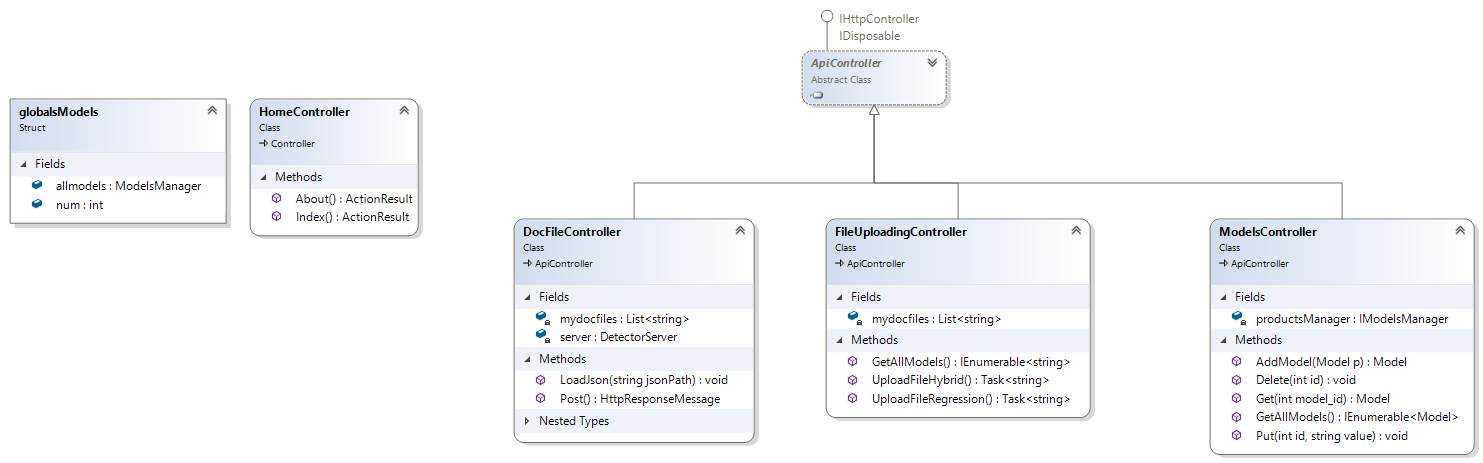 IHttpController
IDisposable
ApiController
Abstract Class
globalsModels
Struct
Fields
allmodels : ModelsManager
num : int
HomeController
Class
Controller
Methods
About() : ActionResult
Index() : ActionResult
DocFileController
Class
ApiController
Fields
mydocfiles : List<string>
server : DetectorServer
Methods
LoadJson(string jsonPath) : void
Post() : HttpResponseMessage
Nested Types
FileUploadingController
Class
ApiController
Fields
mydocfiles : List<string>
Methods
GetAllModels() : IEnumerable<string>
UploadFileHybrid() : Task<string>
UploadFileRegression() : Task<string>
ModelsController
Class
ApiController
Fields
productsManager : IModelsManager
Methods
AddModel(Model p) : Model
Delete(int id) : void
Get(int model_id) : Model
GetAllModels() : IEnumerable<Model>
Put(int id, string value) : void